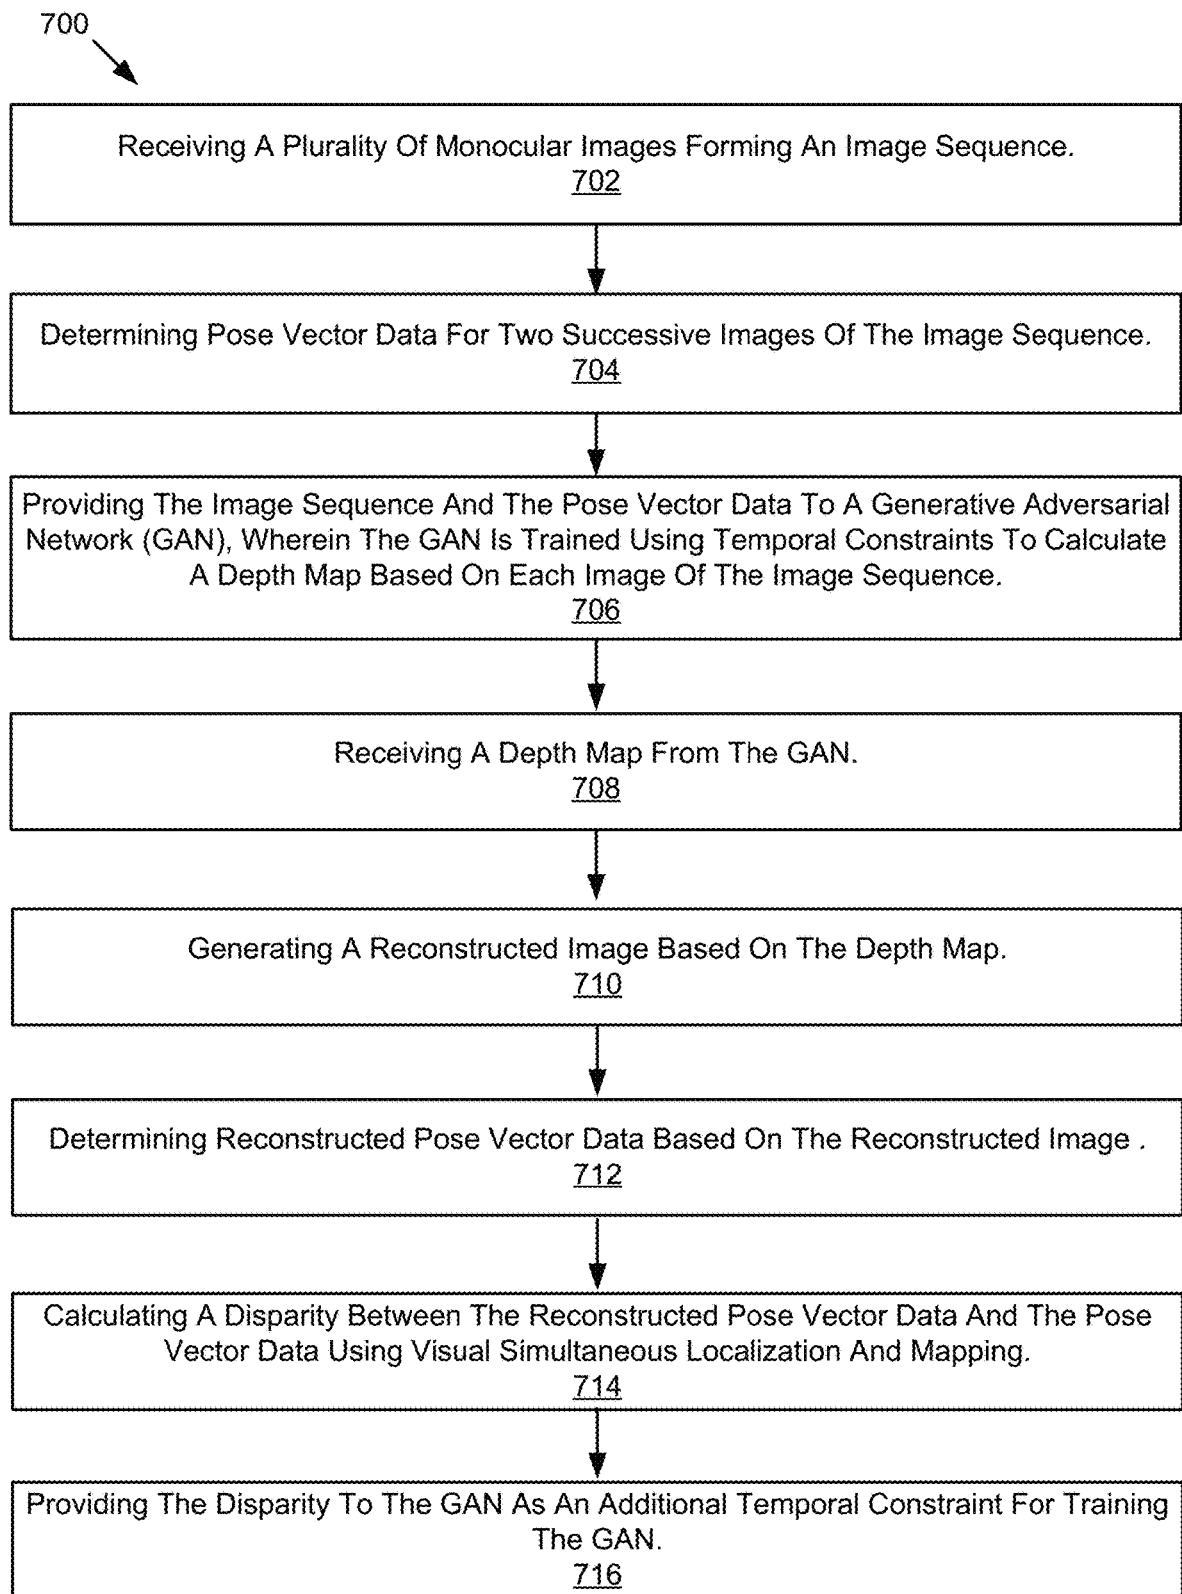 700
Receiving A Plurality Of Monocular Images Forming An Image Sequence.
702
Determining Pose Vector Data For Two Successive Images Of The Image Sequence.
704
Providing The Image Sequence And The Pose Vector Data To A Generative Adversarial
Network (GAN), Wherein The GAN Is Trained Using Temporal Constraints To Calculate
A Depth Map Based On Each Image Of The Image Sequence.
706
Receiving A Depth Map From The GAN.
708
Generating A Reconstructed Image Based On The Depth Map.
710
Determining Reconstructed Pose Vector Data Based On The Reconstructed Image .
712
Calculating A Disparity Between The Reconstructed Pose Vector Data And The Pose
Vector Data Using Visual Simultaneous Localization And Mapping.
714
Providing The Disparity To The GAN As An Additional Temporal Constraint For Training
The GAN.
716